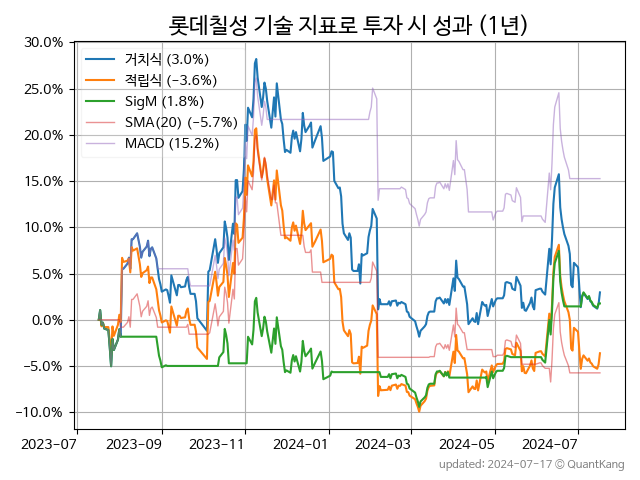 롯데칠성 기술 지표로 투자 시 성과 (1년)
30.0%
25.0%
20.0%
15.0%
10.0%
5.0%
0.0%
−5.0%
−10.0%
거치식 (3.0%)
적립식 (−3.6%)
SigM (1.8%)
SMA(20) (−5.7%)
MACD (15.2%)
2023-07
2023-09
2023-11
2024-01
2024-03
2024-05
2024-07
updated: 2024-07-17 © QuantKang